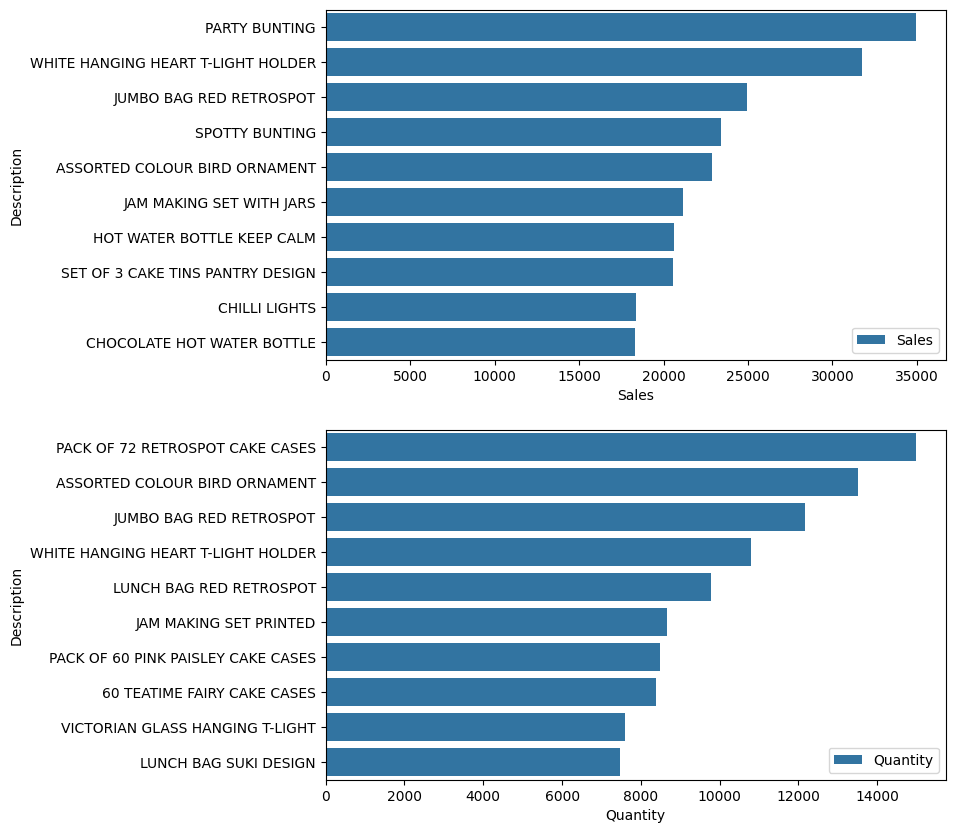 PARTY BUNTING
WHITE HANGING HEART T-LIGHT HOLDER
JUMBO BAG RED RETROSPOT
SPOTTY BUNTING
ASSORTED COLOUR BIRD ORNAMENT
JAM MAKING SET WITH JARS
HOT WATER BOTTLE KEEP CALM
SET OF 3 CAKE TINS PANTRY DESIGN
CHILLI LIGHTS
CHOCOLATE HOT WATER BOTTLE
Description
Sales
0 5000 10000 15000 20000 25000 30000 35000
Sales
PACK OF 72 RETROSPOT CAKE CASES
ASSORTED COLOUR BIRD ORNAMENT
JUMBO BAG RED RETROSPOT
WHITE HANGING HEART T-LIGHT HOLDER
LUNCH BAG RED RETROSPOT
JAM MAKING SET PRINTED
PACK OF 60 PINK PAISLEY CAKE CASES
60 TEATIME FAIRY CAKE CASES
VICTORIAN GLASS HANGING T-LIGHT
LUNCH BAG SUKI DESIGN
Description
Quantity
0 2000 4000 6000 8000 10000 12000 14000
Quantity